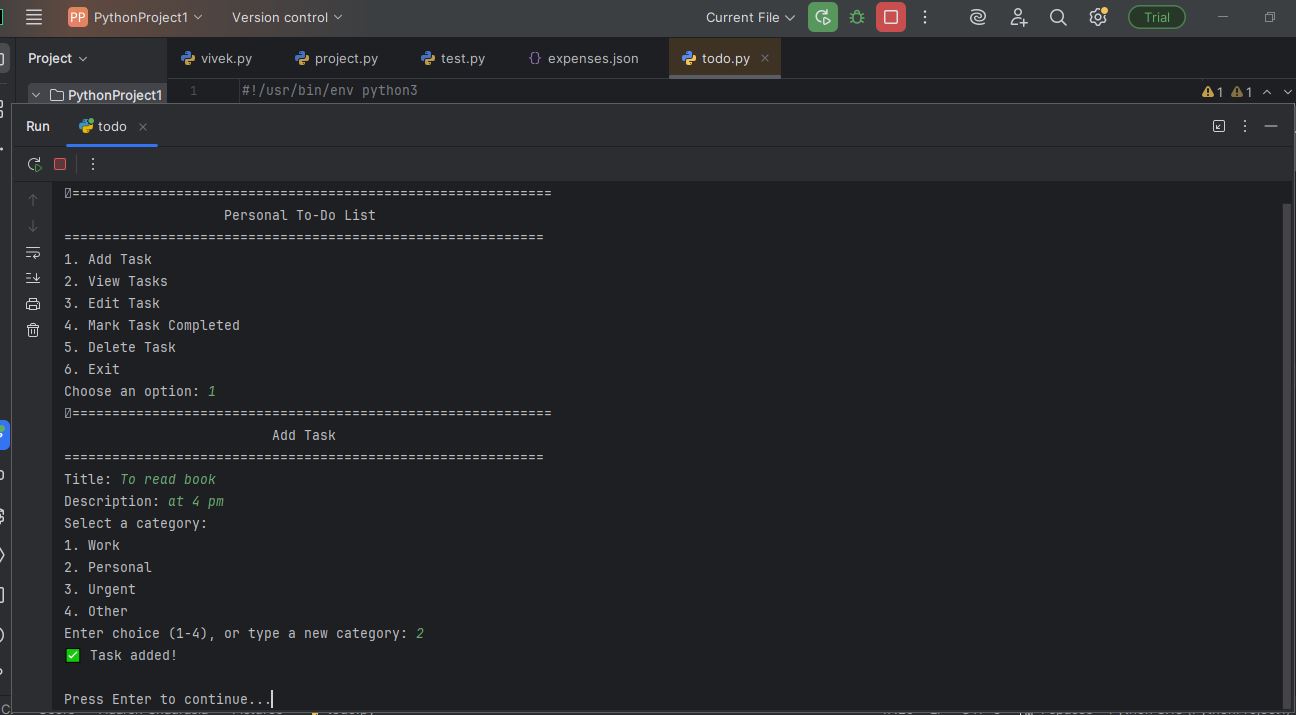 PP PythonProject1 Version control Current File Trial
Project vivek.py project.py test.py expenses.json todo.py
PythonProject1 1 #!/usr/bin/env python3 1 1
Run todo
============================================================
Personal To-Do List
============================================================
1. Add Task
2. View Tasks
3. Edit Task
4. Mark Task Completed
5. Delete Task
6. Exit
Choose an option: 1
============================================================
Add Task
============================================================
Title: To read book
Description: at 4 pm
Select a category:
1. Work
2. Personal
3. Urgent
4. Other
Enter choice (1-4), or type a new category: 2
✅ Task added!
Press Enter to continue...